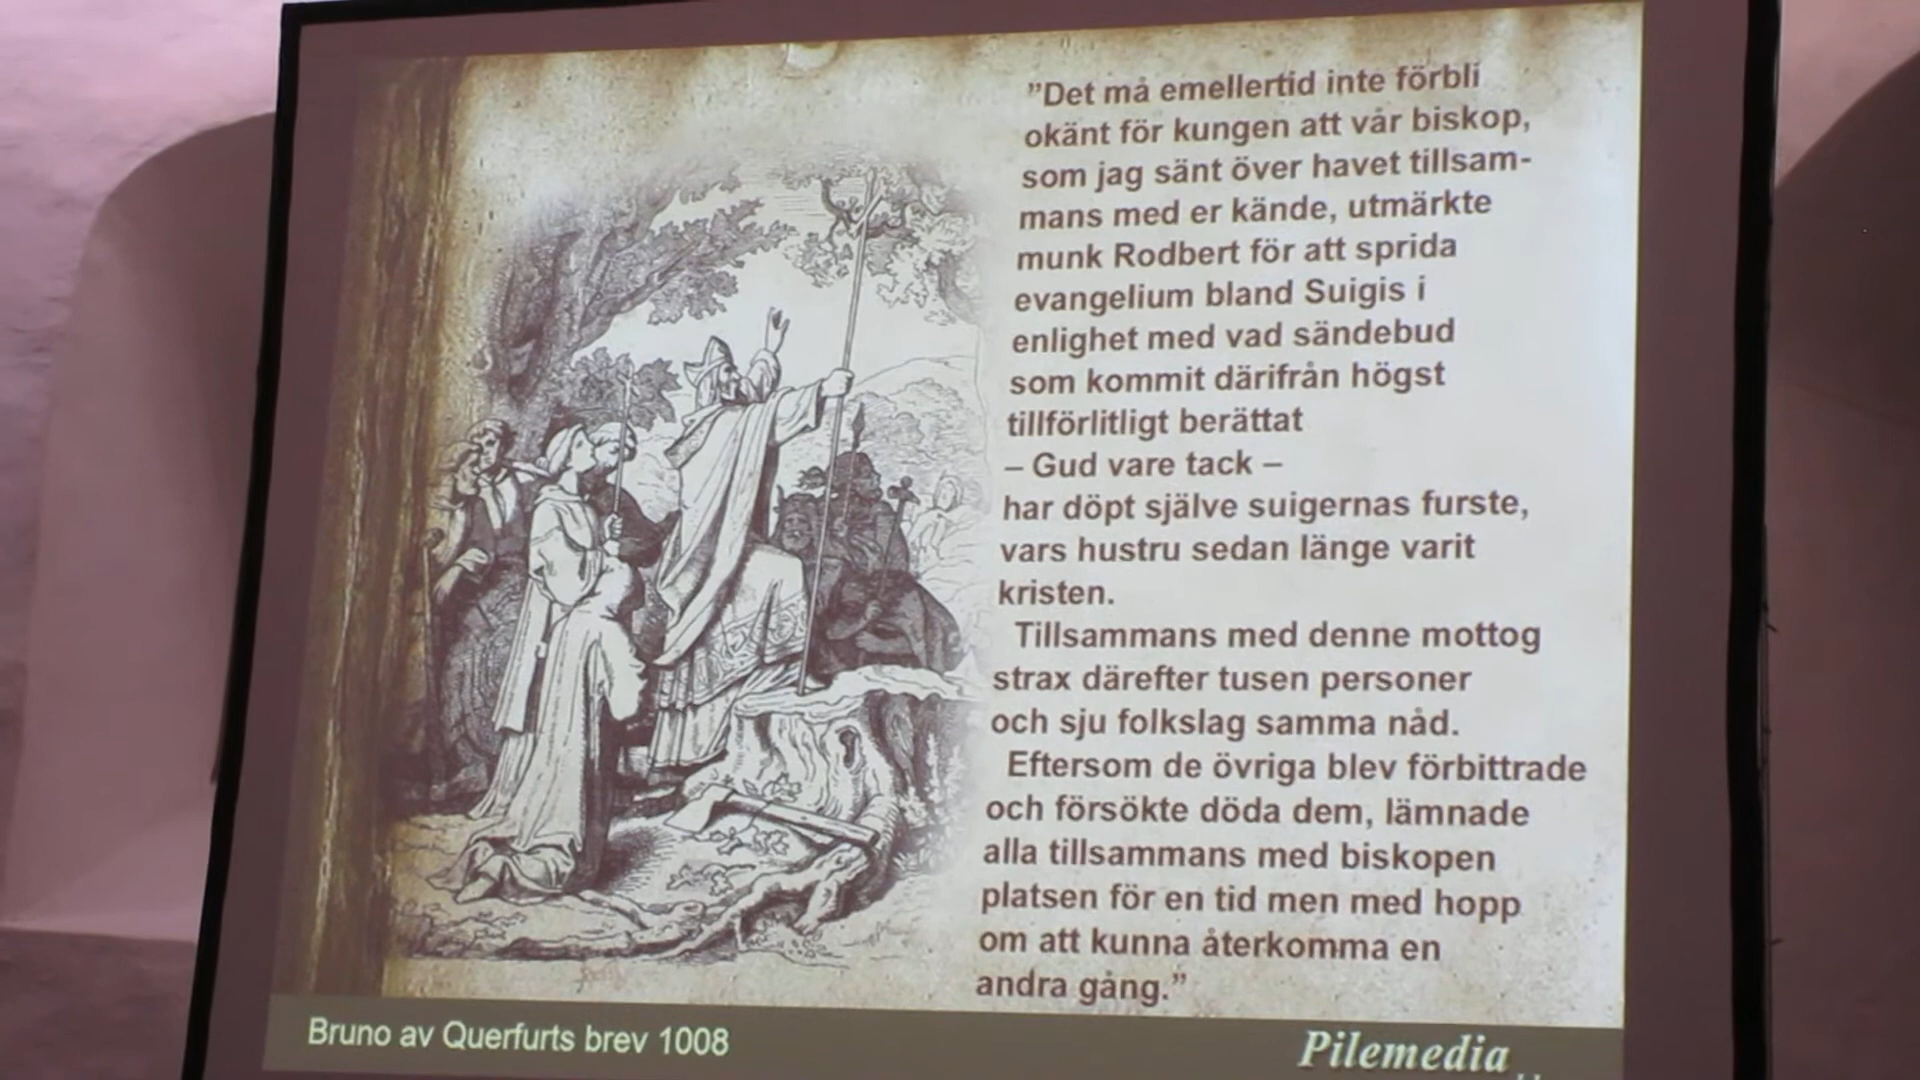 ”Det må emellertid inte förbli
okänt för kungen att vår biskop,
som jag sänt över havet tillsam-
mans med er kände, utmärkte
munk Rodbert för att sprida
evangelium bland Suigis i
enlighet med vad sändebud
som kommit därifrån högst
tillförlitligt berättat
– Gud vare tack –
har döpt själve suigernas furste,
vars hustru sedan länge varit
kristen.
Tillsammans med denne mottog
strax därefter tusen personer
och sju folkslag samma nåd.
Eftersom de övriga blev förbittrade
och försökte döda dem, lämnade
alla tillsammans med biskopen
platsen för en tid men med hopp
om att kunna återkomma en
andra gång.”
Bruno av Querfurts brev 1008
Pilemedia